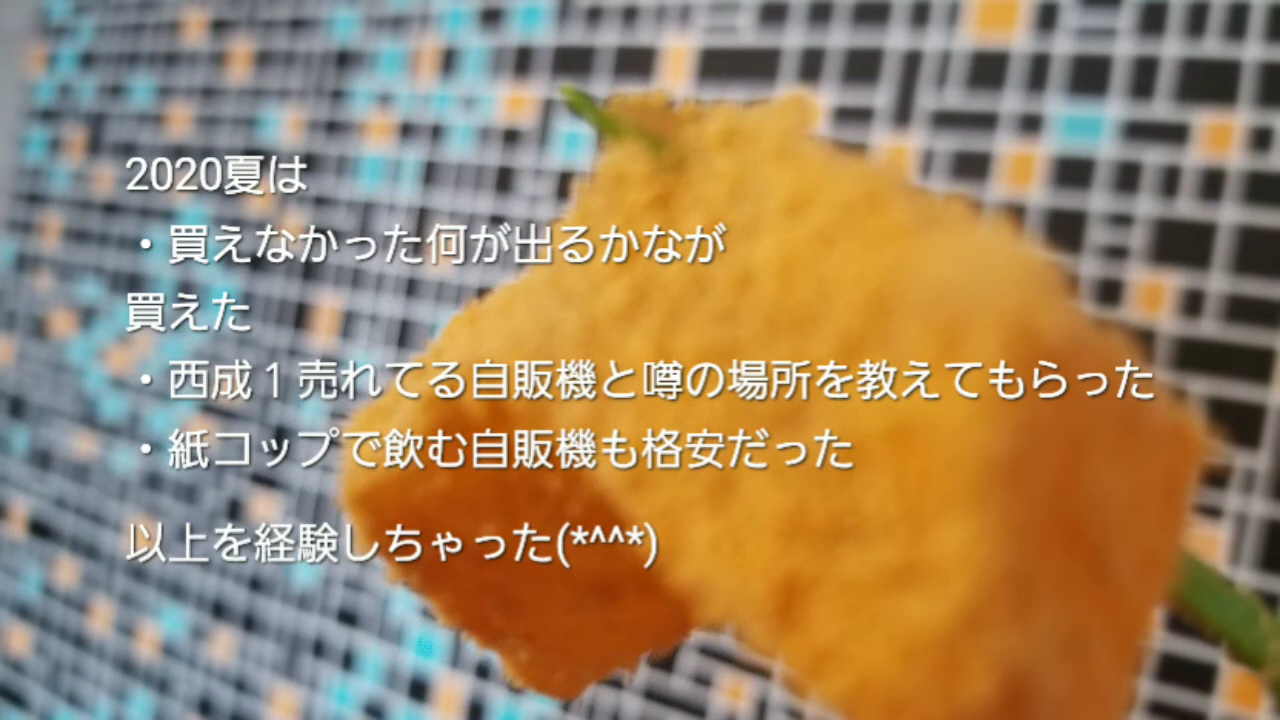 2020夏は
・買えなかった何が出るかなが
買えた
・西成1売れてる自販機と噂の場所を教えてもらった
・紙コップで飲む自販機も格安だった
以上を経験しちゃった(*^^*)